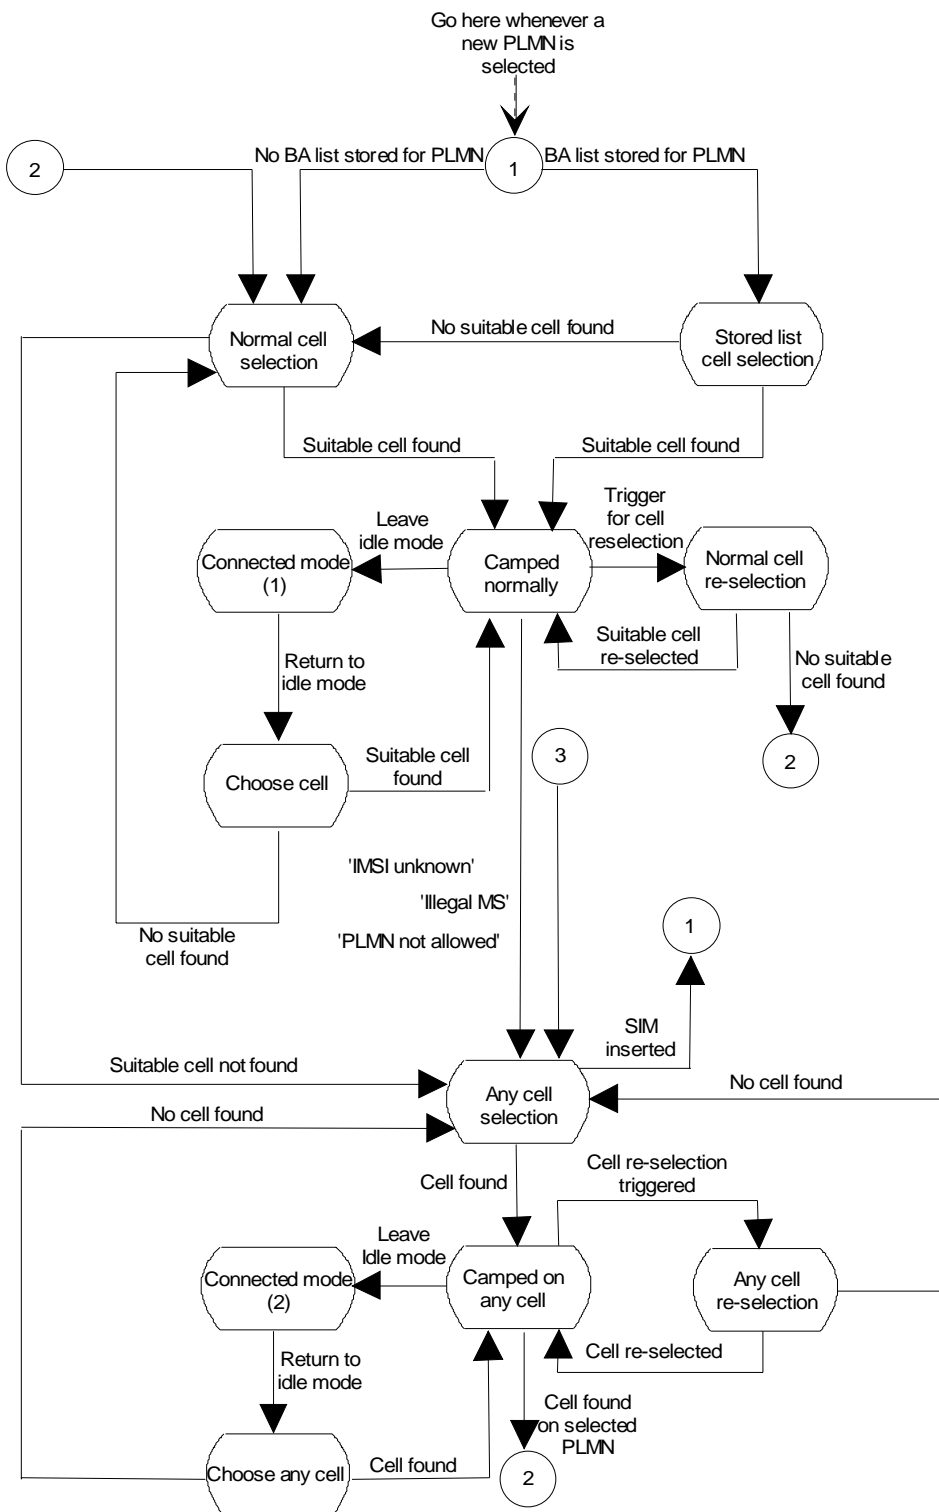 Go here whenever a
new PLMN is
selected
2
No BA list stored for PLMN
1
BA list stored for PLMN
Normal cell
selection
No suitable cell found
Stored list
cell selection
Suitable cell found
Suitable cell found
Leave
idle mode
Trigger
for cell
reselection
Connected mode
(1)
Camped
normally
Normal cell
re-selection
Suitable cell
re-selected
No suitable
cell found
Return to
idle mode
Choose cell
Suitable cell
found
3
2
'IMSI unknown'
'Illegal MS'
'PLMN not allowed'
No suitable
cell found
1
SIM
inserted
Suitable cell not found
Any cell
selection
No cell found
No cell found
Cell found
Cell re-selection
triggered
Leave
Idle mode
Connected mode
(2)
Camped on
any cell
Any cell
re-selection
Cell re-selected
Return to
idle mode
Cell found
on selected
PLMN
Choose any cell
Cell found
2